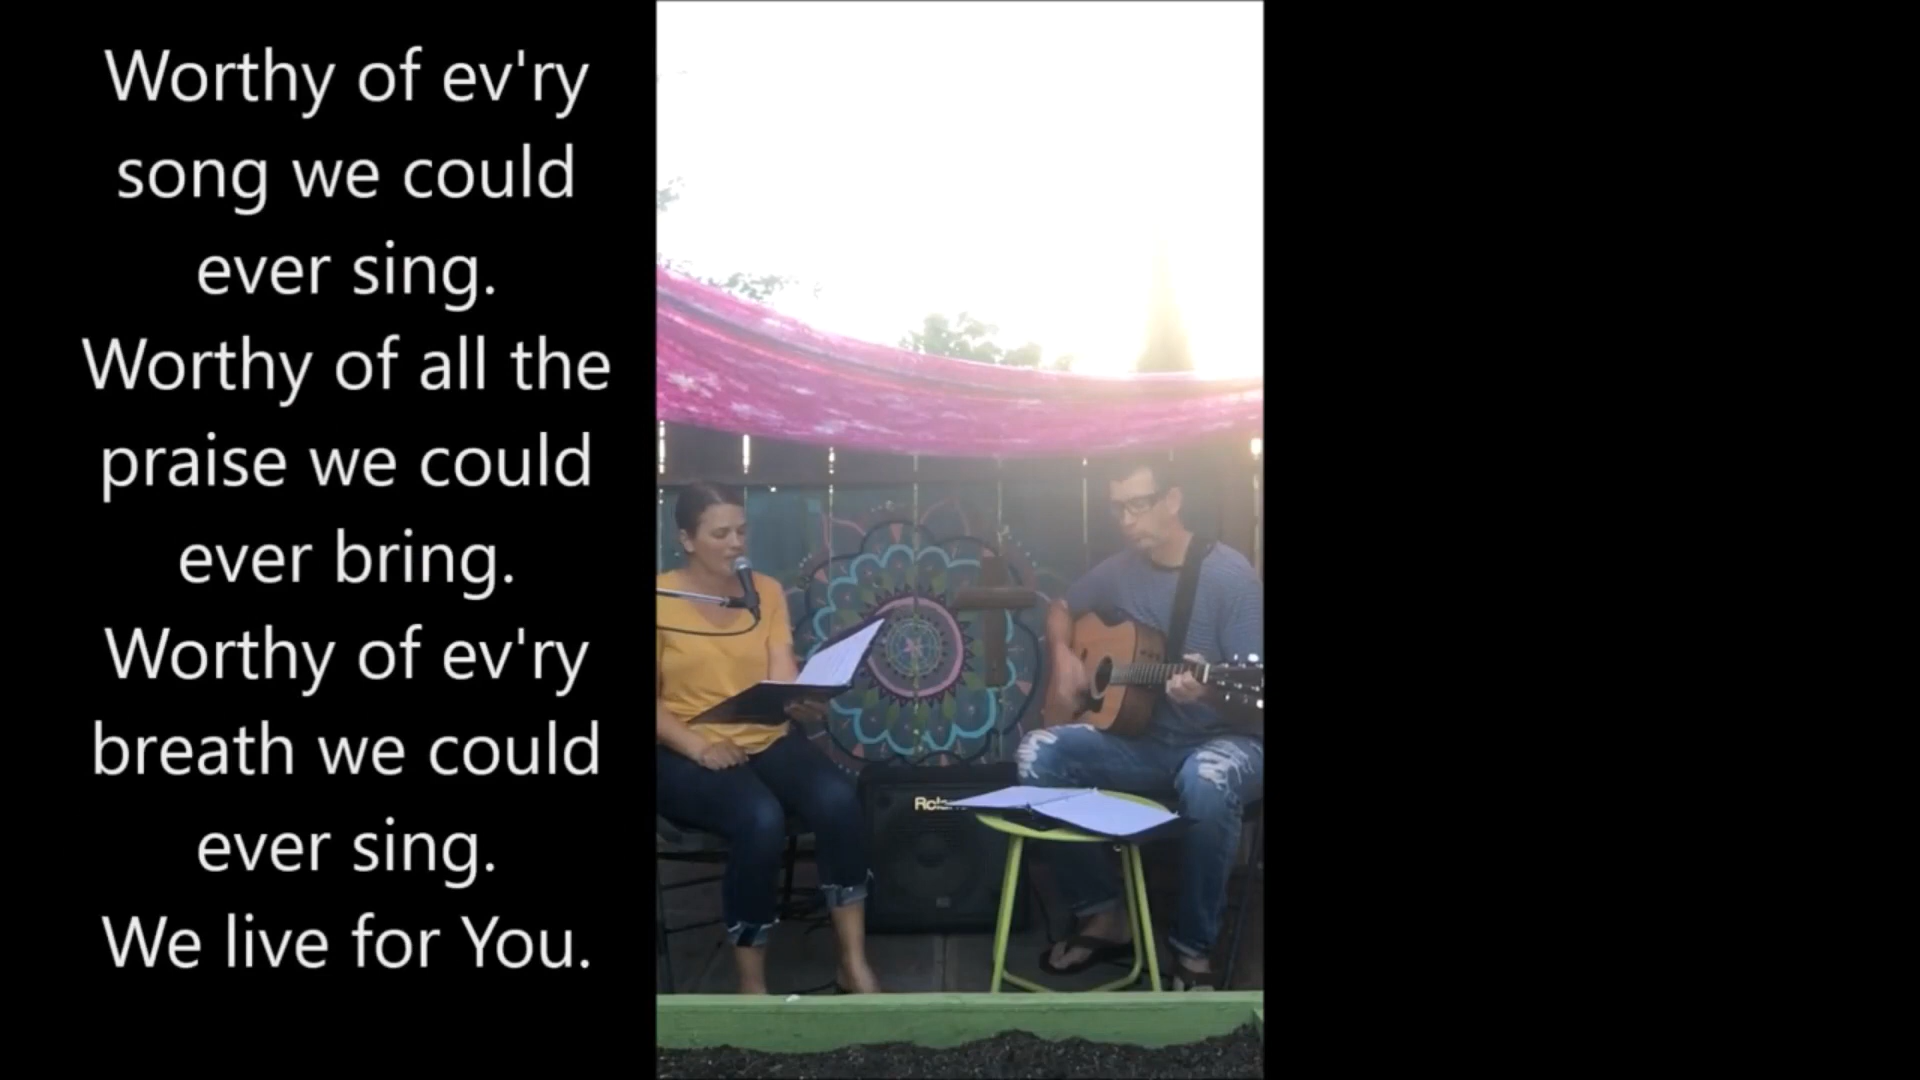 Worthy of ev'ry
song we could
ever sing.
Worthy of all the
praise we could
ever bring.
Worthy of ev'ry
breath we could
ever sing.
We live for You.